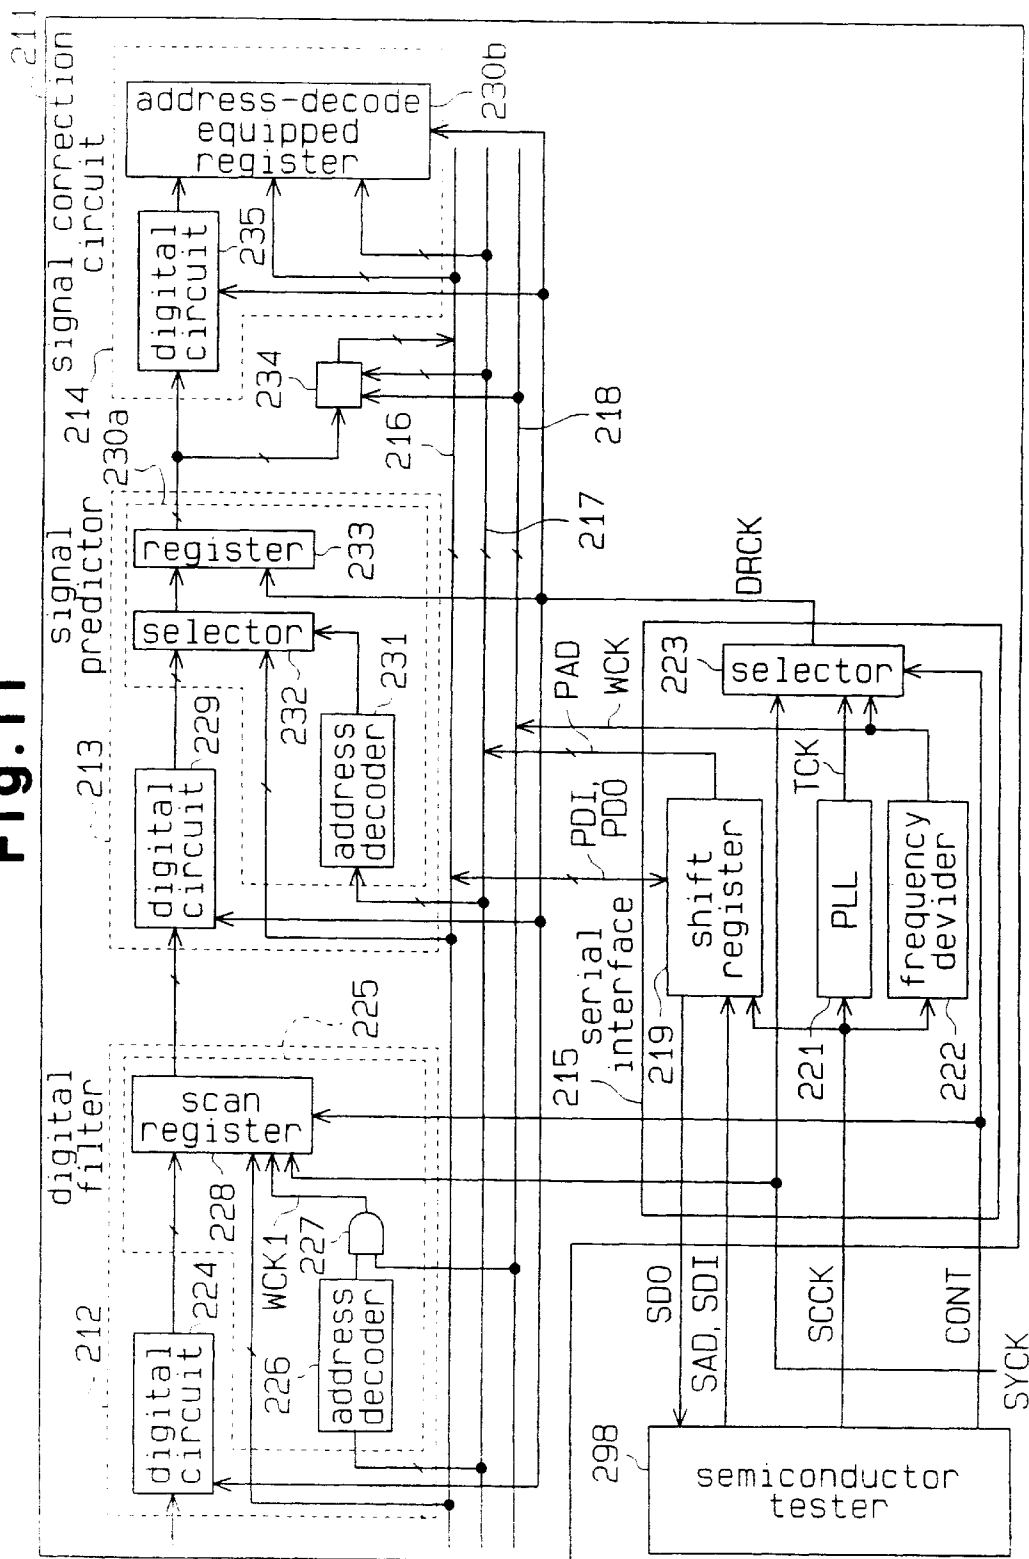 Fig.11
211
digital
filter
signal
predictor
signal correction
circuit
212
213
214
225
230a
230b
digital
circuit
224
scan
register
228
WCK1
227
226
address
decoder
digital
circuit
229
selector
232
register
233
address
decoder
231
234
digital
circuit
235
address-decode
equipped
register
216
217
218
215
serial
interface
PDI,
PDO
PAD
WCK
DRCK
219
shift
register
TCK
221
PLL
222
frequency
devider
223
selector
SDO
SAD, SDI
SCCK
CONT
SYCK
298
semiconductor
tester